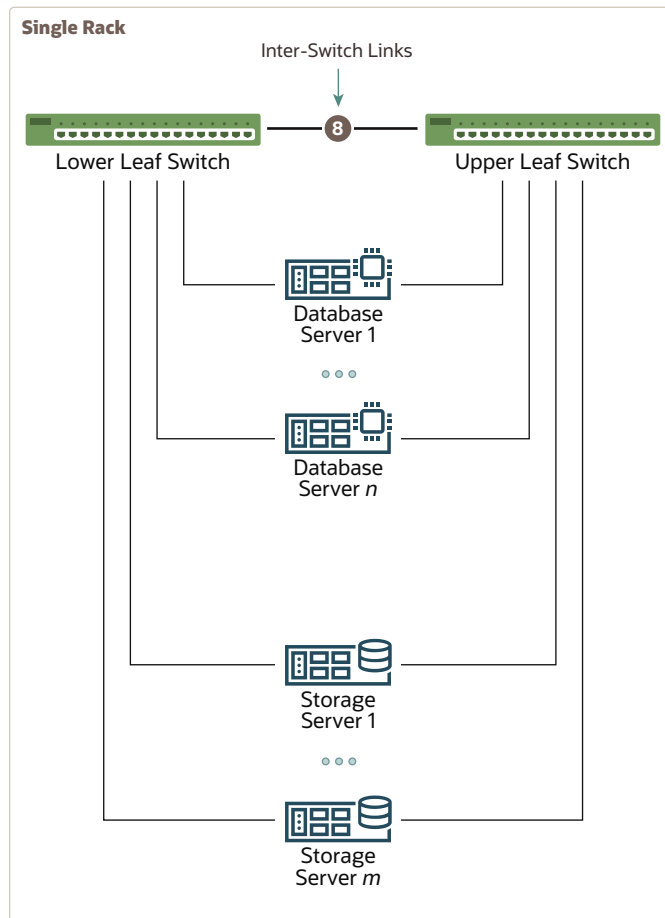 Single Rack
Inter-Switch Links
8
Lower Leaf Switch
Upper Leaf Switch
Database
Server 1
Database
Server n
Storage
Server 1
Storage
Server m